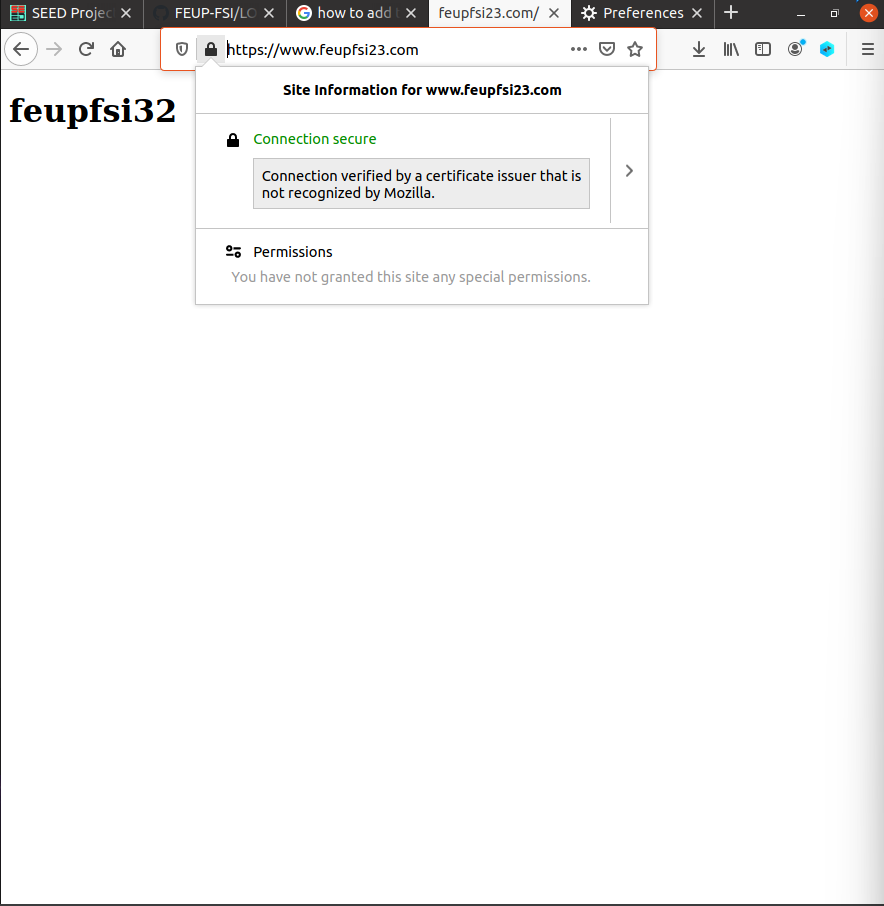 SEED Projec
FEUP-FSI/LO
how to add t
feupfsi23.com/
Preferences
https://www.feupfsi23.com
Site Information for www.feupfsi23.com
feupfsi32
Connection secure
Connection verified by a certificate issuer that is
not recognized by Mozilla.
Permissions
You have not granted this site any special permissions.